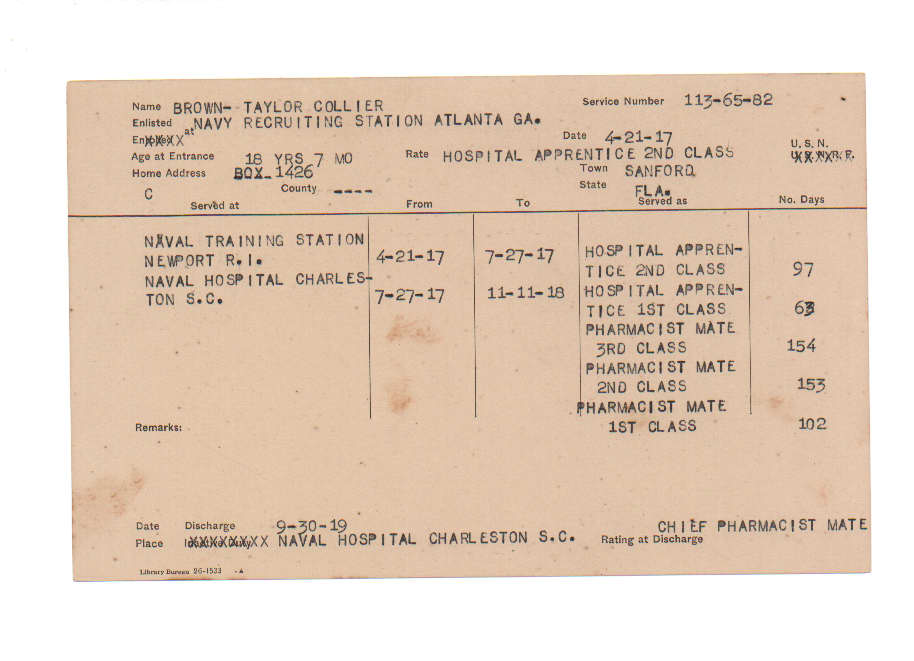 Name BROWN- TAYLOR COLLIER Service Number 113-65-82
Enlisted at NAVY RECRUITING STATION ATLANTA GA. Date 4-21-17 U. S. N.
Age at Entrance 18 YRS 7 MO Rate HOSPITAL APPRENTICE 2ND CLASS
Home Address BOX 1426 Town SANFORD
C County ---- State FLA.
Served at From To Served as No. Days
NAVAL TRAINING STATION
NEWPORT R.I. 4-21-17 7-27-17 HOSPITAL APPREN-
TICE 2ND CLASS 97
NAVAL HOSPITAL CHARLES-
TON S.C. 7-27-17 11-11-18 HOSPITAL APPREN-
TICE 1ST CLASS 63
PHARMACIST MATE
3RD CLASS 154
PHARMACIST MATE
2ND CLASS 153
PHARMACIST MATE
1ST CLASS 102
Remarks:
Date Discharge 9-30-19 CHIEF PHARMACIST MATE
Place NAVAL HOSPITAL CHARLESTON S.C. Rating at Discharge
Library Bureau 26-1533 -A